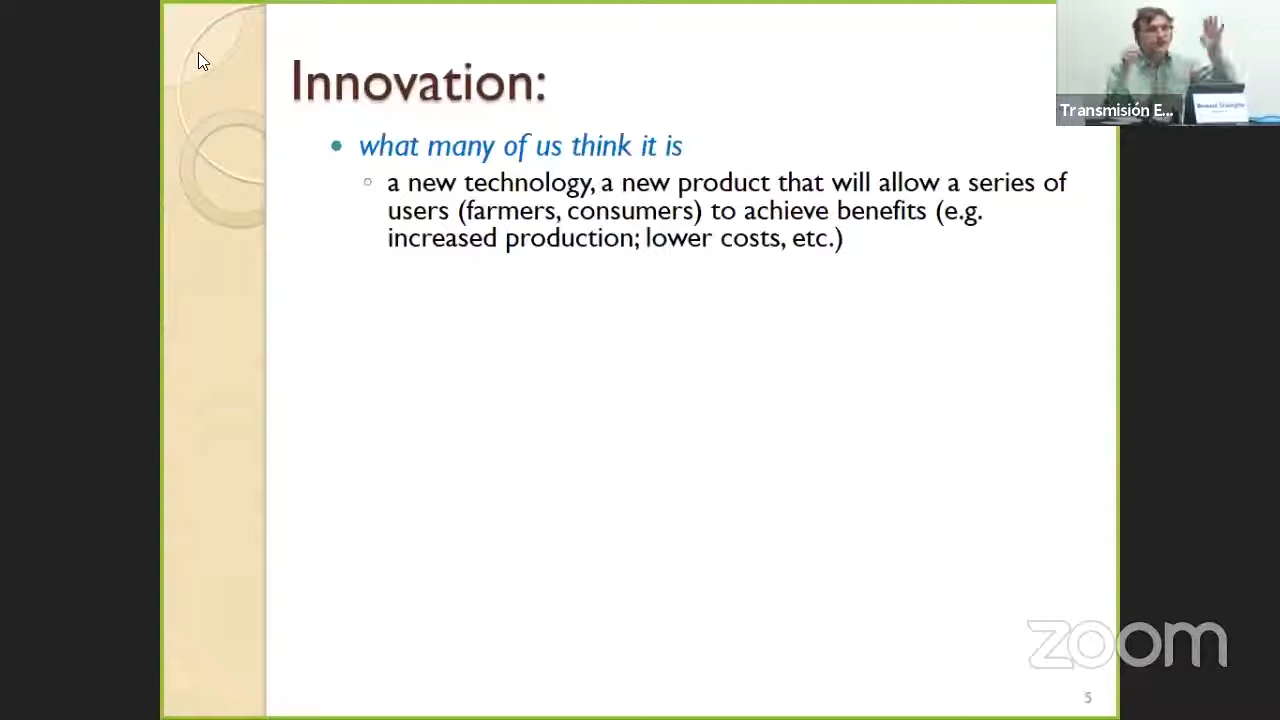 Innovation:
what many of us think it is
a new technology, a new product that will allow a series of
users (farmers, consumers) to achieve benefits (e.g.
increased production; lower costs, etc.)
Transmisión E...
zoom
5